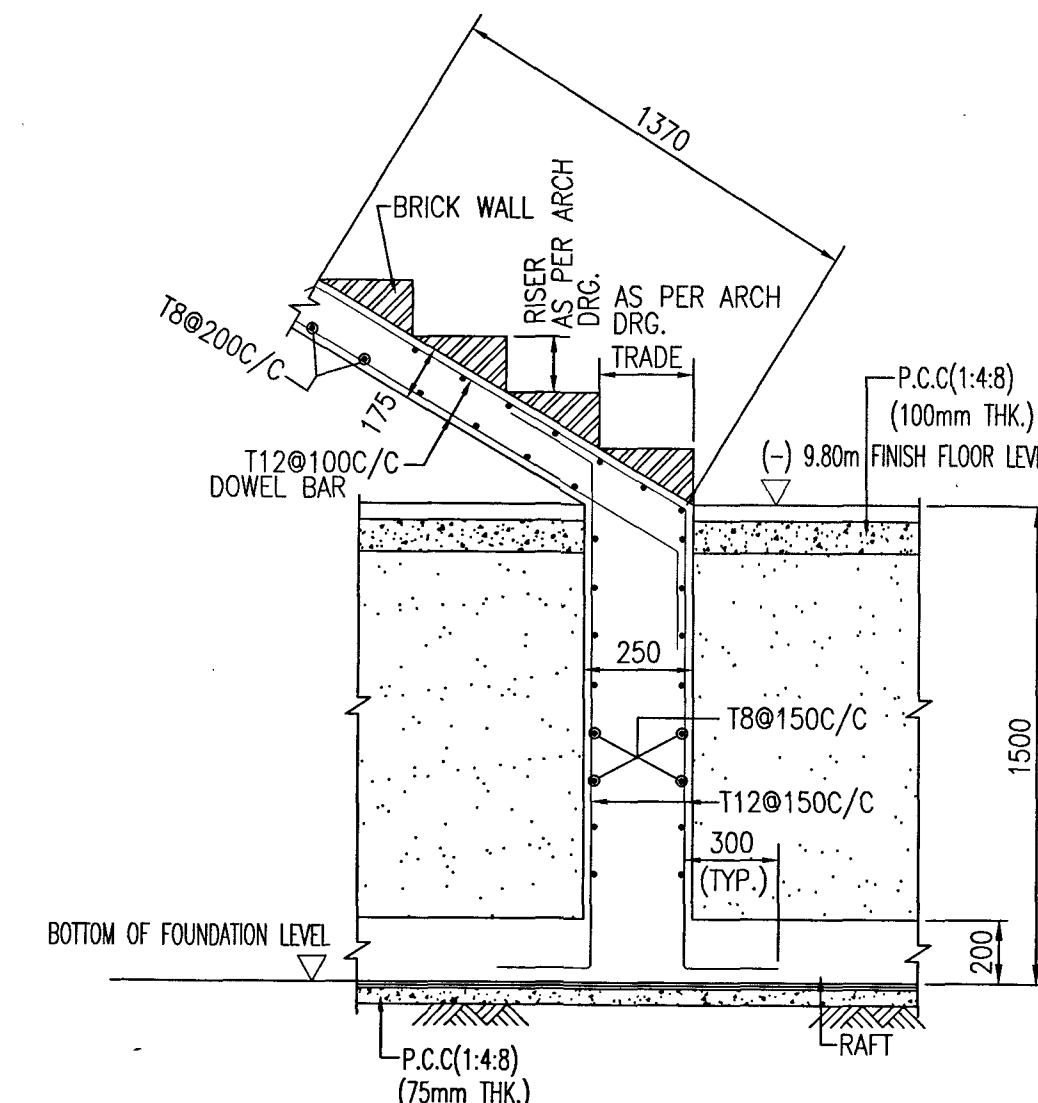 1370
BRICK WALL
RISER
AS PER ARCH
DRG.
AS PER ARCH
DRG.
TRADE
T8@200C/C
175
P.C.C(1:4:8)
(100mm THK.)
T12@100C/C
DOWEL BAR
(-) 9.80m FINISH FLOOR LEVE
250
T8@150C/C
1500
T12@150C/C
300
(TYP.)
BOTTOM OF FOUNDATION LEVEL
200
RAFT
P.C.C(1:4:8)
(75mm THK.)